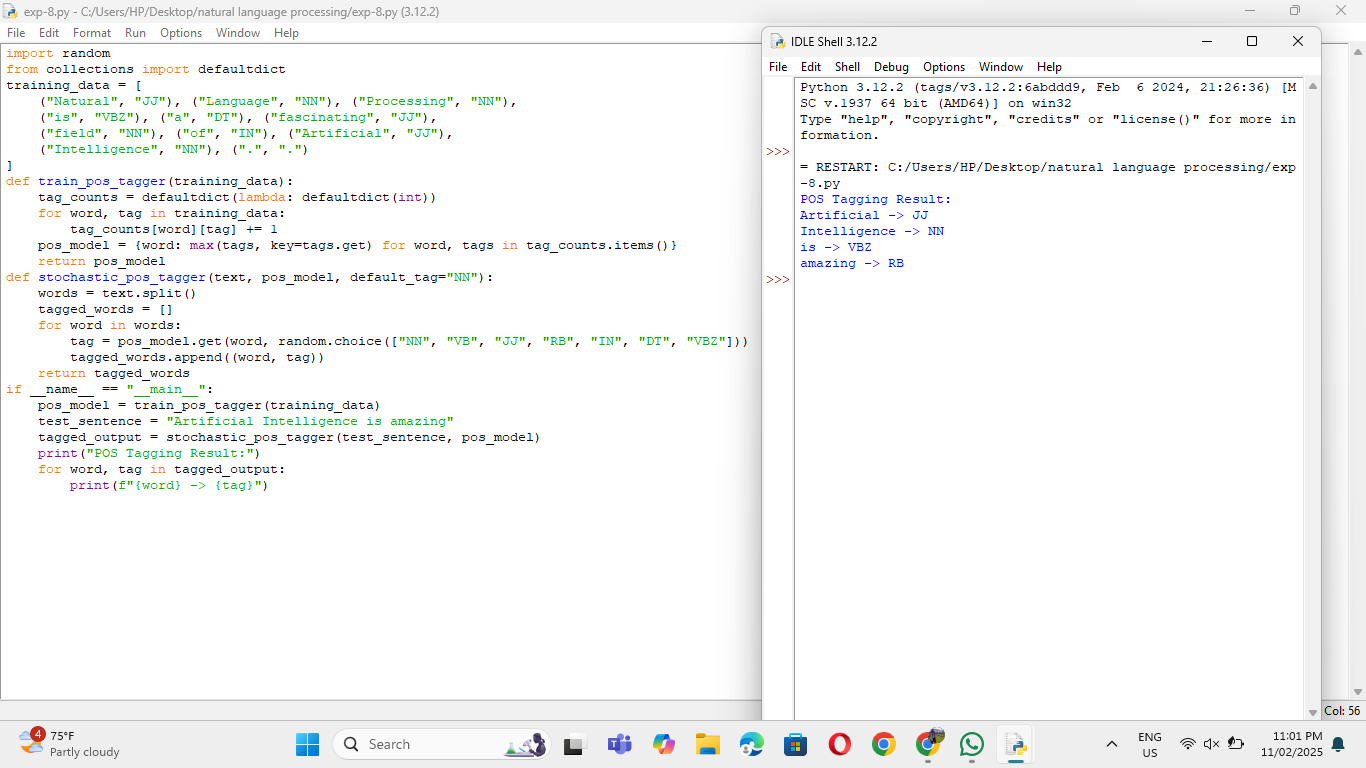 exp-8.py - C:/Users/HP/Desktop/natural language processing/exp-8.py (3.12.2)
File Edit Format Run Options Window Help
import random
from collections import defaultdict
training_data = [
    ("Natural", "JJ"), ("Language", "NN"), ("Processing", "NN"),
    ("is", "VBZ"), ("a", "DT"), ("fascinating", "JJ"),
    ("field", "NN"), ("of", "IN"), ("Artificial", "JJ"),
    ("Intelligence", "NN"), (".", ".")
]
def train_pos_tagger(training_data):
    tag_counts = defaultdict(lambda: defaultdict(int))
    for word, tag in training_data:
        tag_counts[word][tag] += 1
    pos_model = {word: max(tags, key=tags.get) for word, tags in tag_counts.items()}
    return pos_model
def stochastic_pos_tagger(text, pos_model, default_tag="NN"):
    words = text.split()
    tagged_words = []
    for word in words:
        tag = pos_model.get(word, random.choice(["NN", "VB", "JJ", "RB", "IN", "DT", "VBZ"]))
        tagged_words.append((word, tag))
    return tagged_words
if __name__ == "__main__":
    pos_model = train_pos_tagger(training_data)
    test_sentence = "Artificial Intelligence is amazing"
    tagged_output = stochastic_pos_tagger(test_sentence, pos_model)
    print("POS Tagging Result:")
    for word, tag in tagged_output:
        print(f"{word} -> {tag}")
IDLE Shell 3.12.2
File Edit Shell Debug Options Window Help
Python 3.12.2 (tags/v3.12.2:6abddd9, Feb  6 2024, 21:26:36) [M
SC v.1937 64 bit (AMD64)] on win32
Type "help", "copyright", "credits" or "license()" for more in
formation.
>>>
= RESTART: C:/Users/HP/Desktop/natural language processing/exp
-8.py
POS Tagging Result:
Artificial -> JJ
Intelligence -> NN
is -> VBZ
amazing -> RB
>>>
Col: 56
4
75°F
Partly cloudy
Search
ENG
US
11:01 PM
11/02/2025